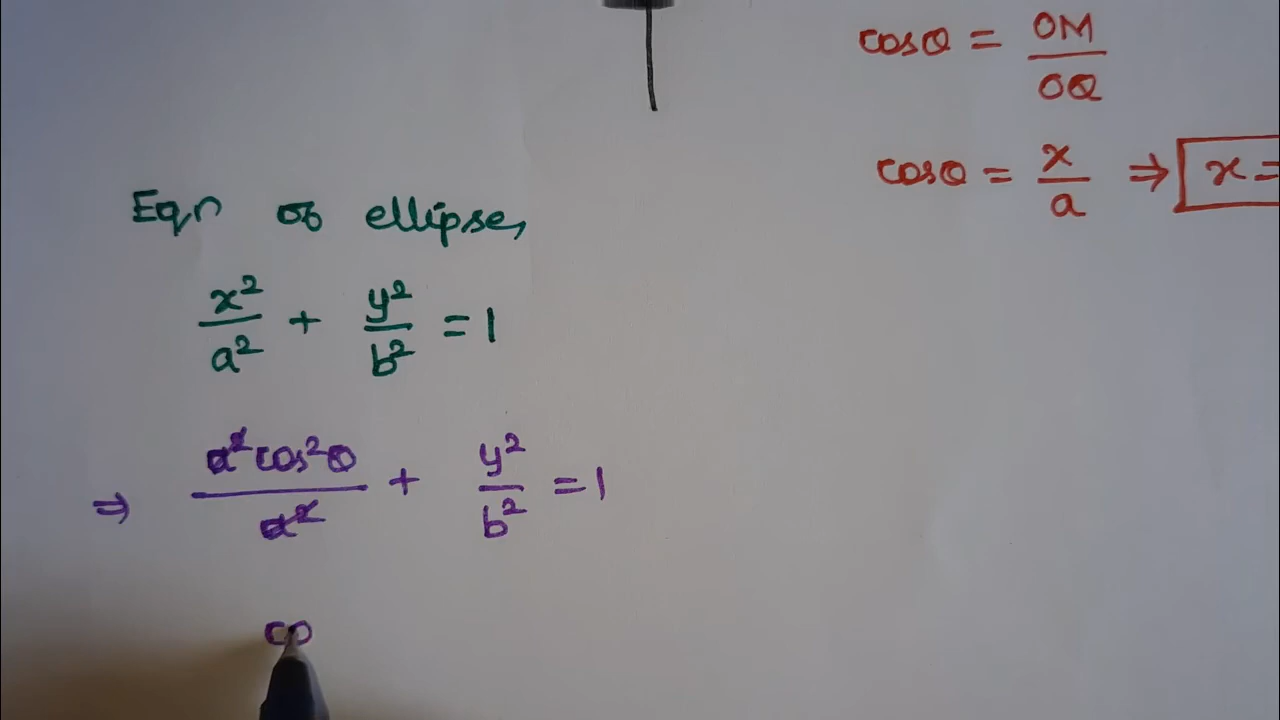 cosθ = OM/OQ
cosθ = x/a ⇒ x =
Eqn of ellipse,
x²/a² + y²/b² = 1
⇒ a²cos²θ/a² + y²/b² = 1
co